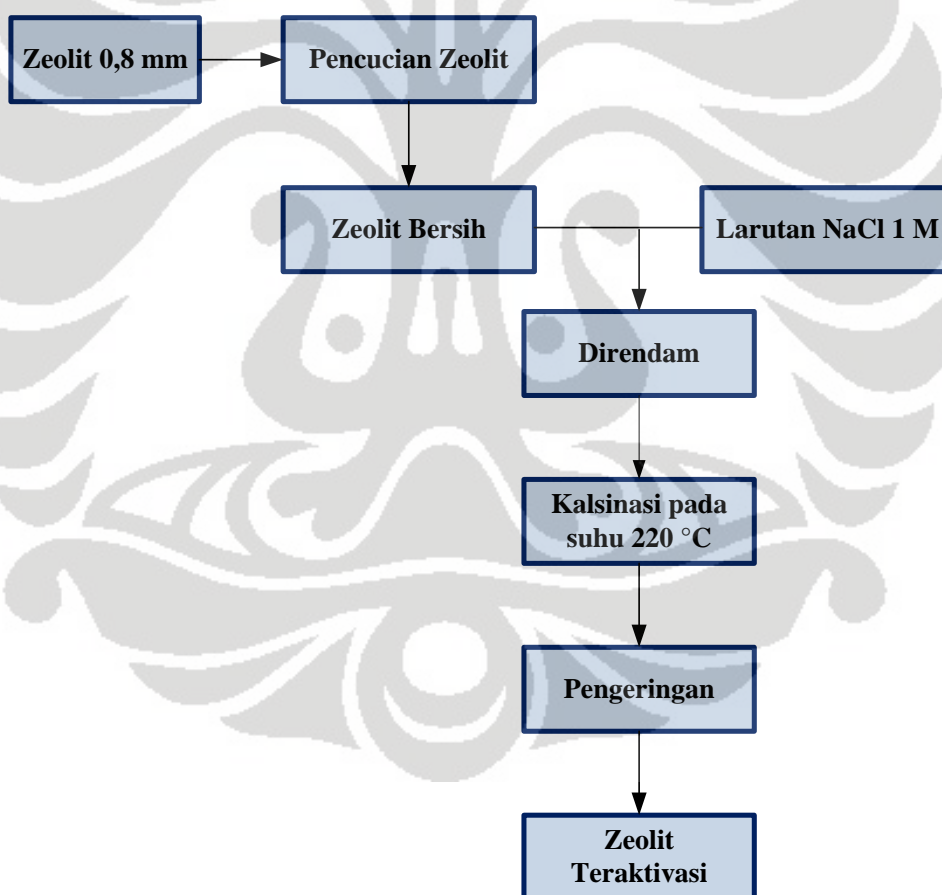 Zeolit 0,8 mm
Pencucian Zeolit
Zeolit Bersih
Larutan NaCl 1 M
Direndam
Kalsinasi pada
suhu 220 °C
Pengeringan
Zeolit
Teraktivasi